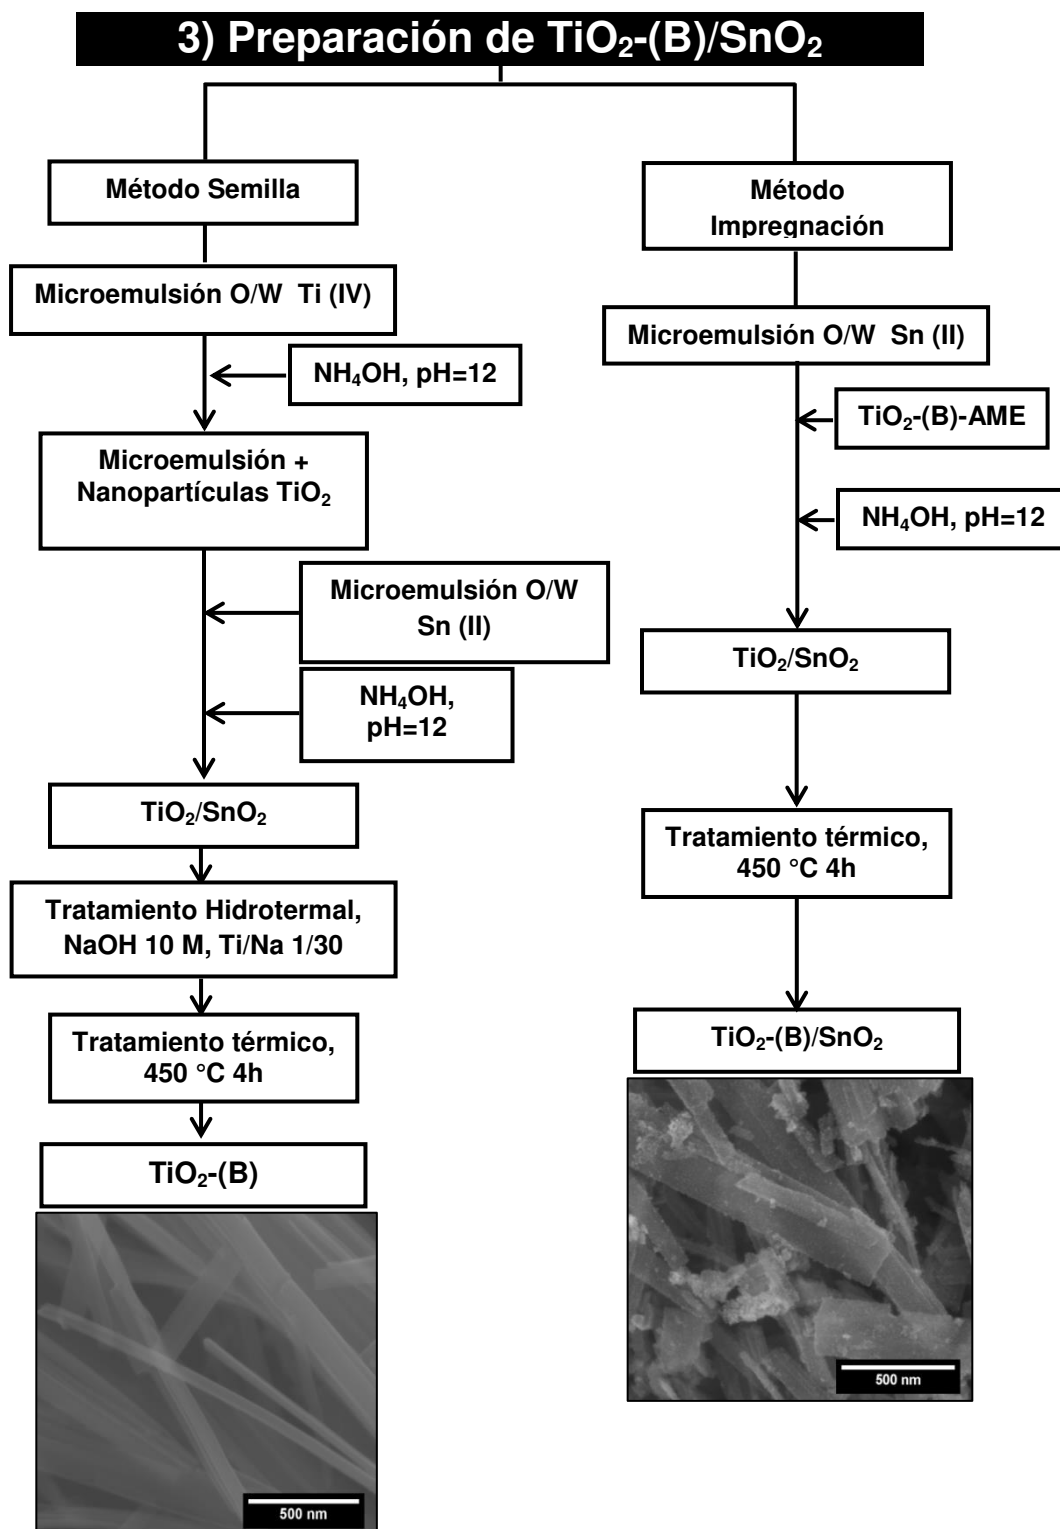 3) Preparación de TiO₂-(B)/SnO₂
Método Semilla
Microemulsión O/W Ti (IV)
NH₄OH, pH=12
Microemulsión +
Nanopartículas TiO₂
Microemulsión O/W
Sn (II)
NH₄OH,
pH=12
TiO₂/SnO₂
Tratamiento Hidrotermal,
NaOH 10 M, Ti/Na 1/30
Tratamiento térmico,
450 °C 4h
TiO₂-(B)
500 nm
Método
Impregnación
Microemulsión O/W Sn (II)
TiO₂-(B)-AME
NH₄OH, pH=12
TiO₂/SnO₂
Tratamiento térmico,
450 °C 4h
TiO₂-(B)/SnO₂
500 nm